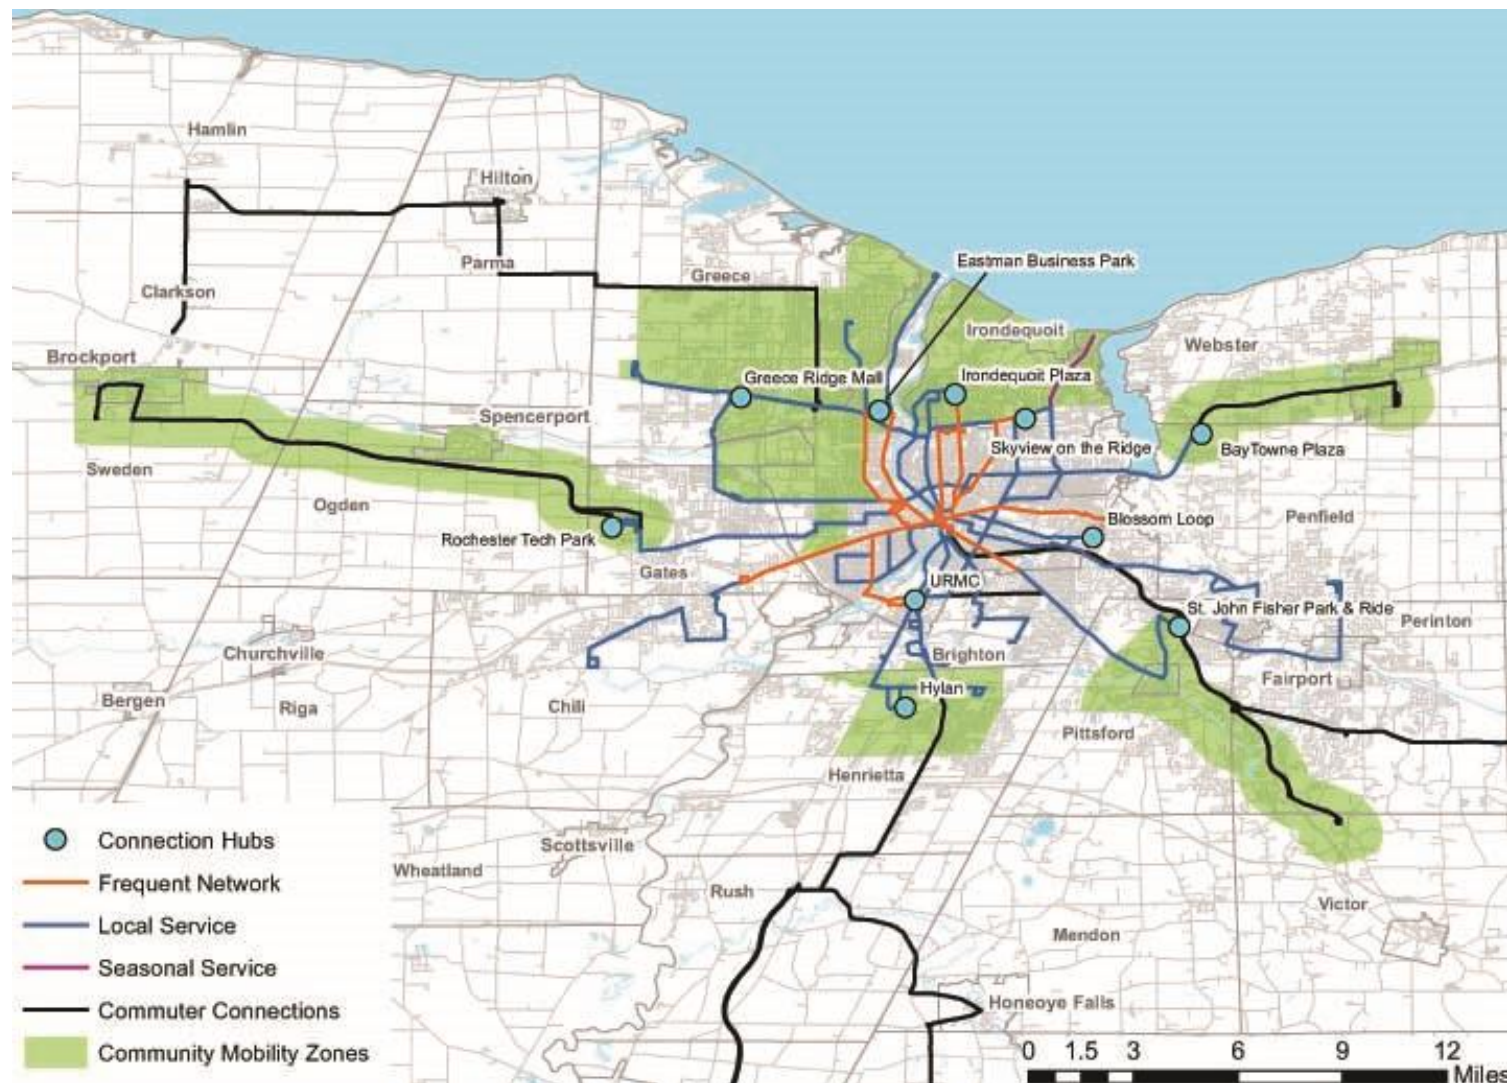 Hamlin
Hilton
Eastman Business Park
Parma
Greece
Clarkson
Irondequoit
Webster
Brockport
Greece Ridge Mall
Irondequoit Plaza
Spencerport
Skyview on the Ridge
BayTowne Plaza
Sweden
Ogden
Blossom Loop
Penfield
Rochester Tech Park
Gates
URMC
St. John Fisher Park & Ride
Perinton
Churchville
Brighton
Fairport
Hylan
Bergen
Riga
Chili
Pittsford
Henrietta
Connection Hubs
Scottsville
Wheatland
Frequent Network
Rush
Victor
Local Service
Mendon
Seasonal Service
Honeoye Falls
Commuter Connections
Community Mobility Zones
0 1.5 3 6 9 12
Miles